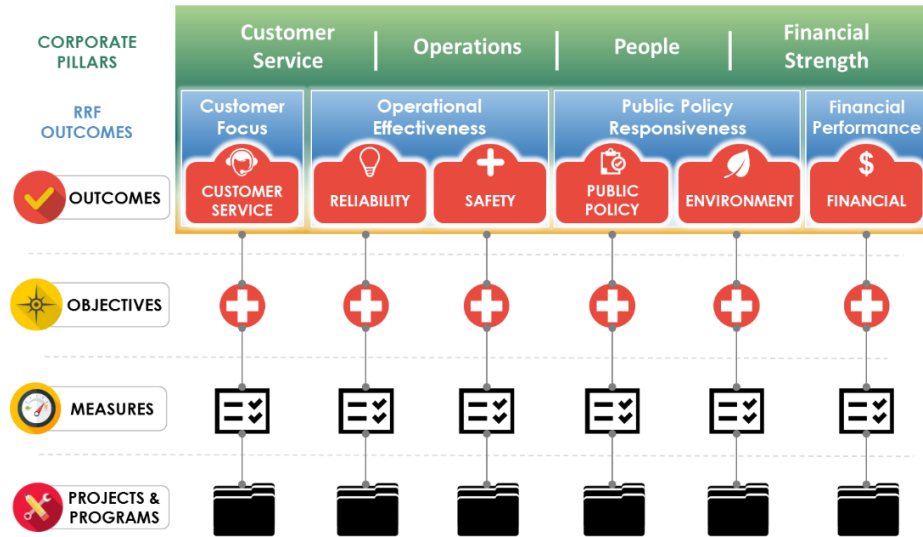 CORPORATE
PILLARS
Customer
Service
Operations
People
Financial
Strength
RRF
OUTCOMES
Customer
Focus
Operational
Effectiveness
Public Policy
Responsiveness
Financial
Performance
OUTCOMES
CUSTOMER
SERVICE
RELIABILITY
SAFETY
PUBLIC
POLICY
ENVIRONMENT
$
FINANCIAL
OBJECTIVES
MEASURES
PROJECTS &
PROGRAMS